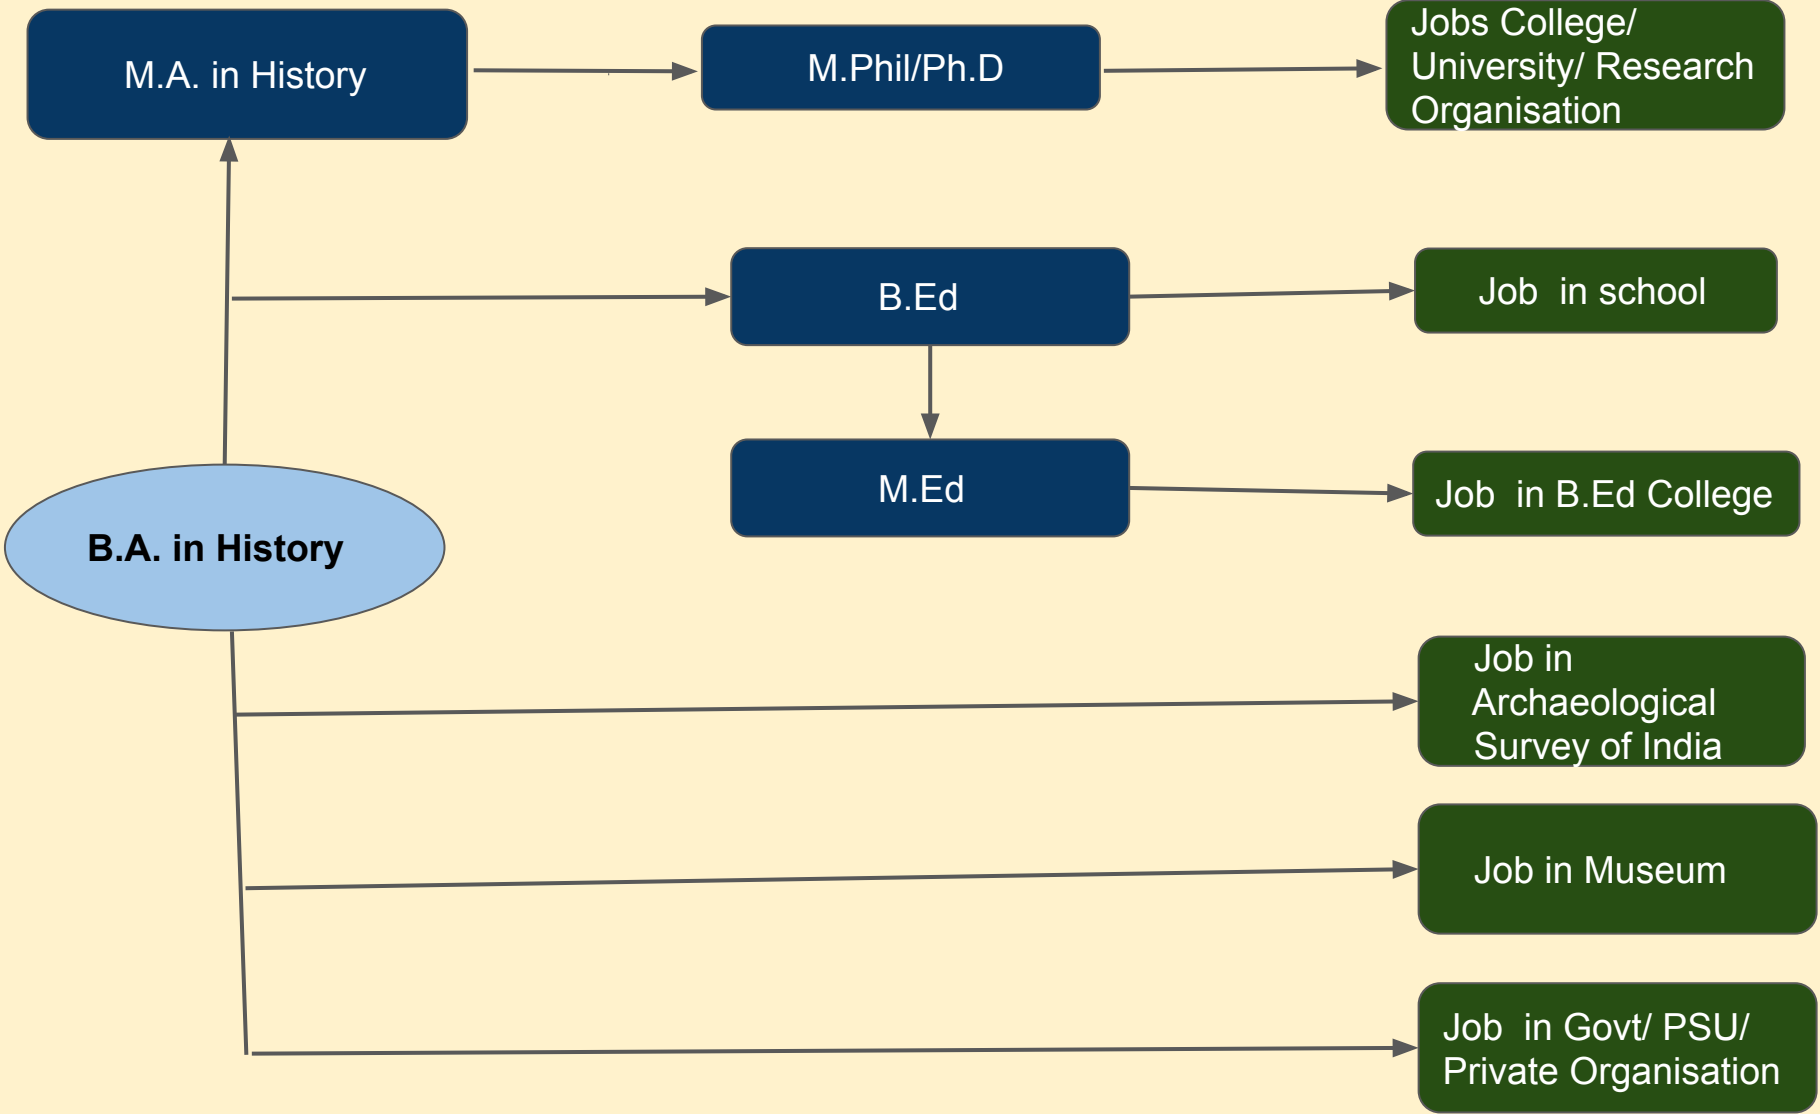 M.A. in History
M.Phil/Ph.D
Jobs College/
University/ Research
Organisation
B.Ed
Job  in school
M.Ed
Job  in B.Ed College
B.A. in History
Job in
Archaeological
Survey of India
Job in Museum
Job  in Govt/ PSU/
Private Organisation